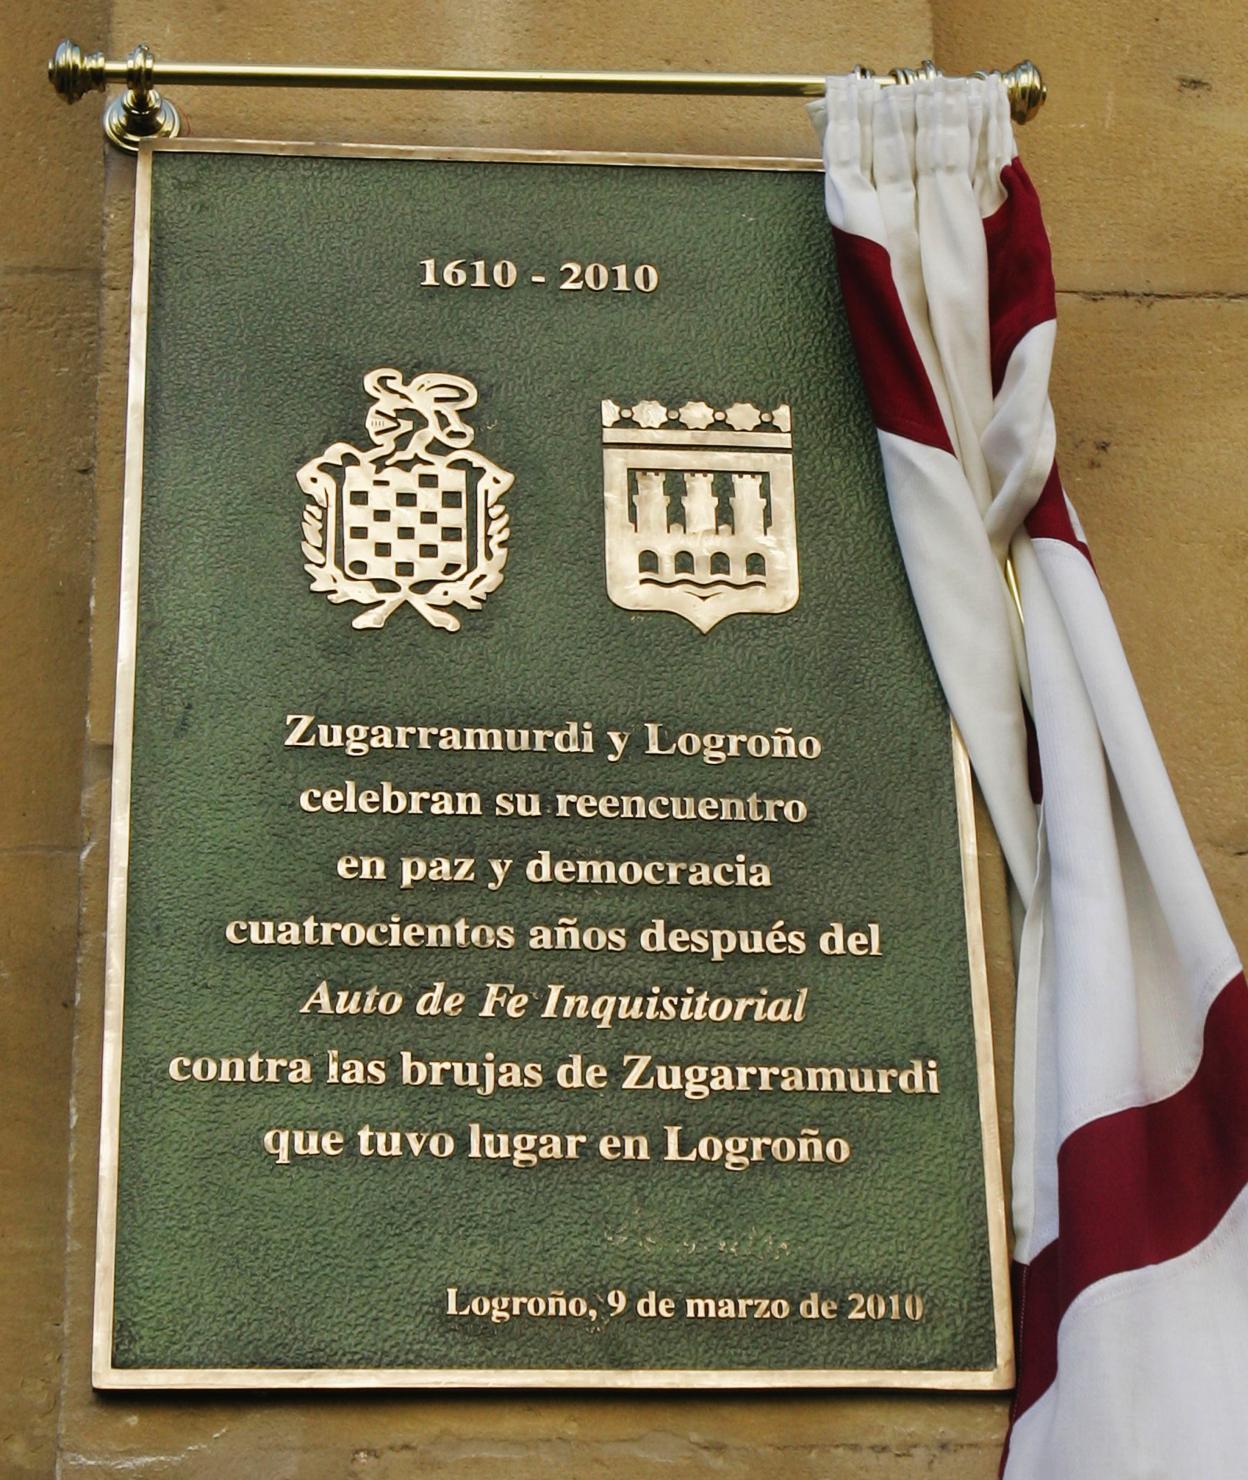 1610 - 2010
Zugarramurdi y Logroño
celebran su reencuentro
en paz y democracia
cuatrocientos años después del
Auto de Fe Inquisitorial
contra las brujas de Zugarramurdi
que tuvo lugar en Logroño
Logroño, 9 de marzo de 2010